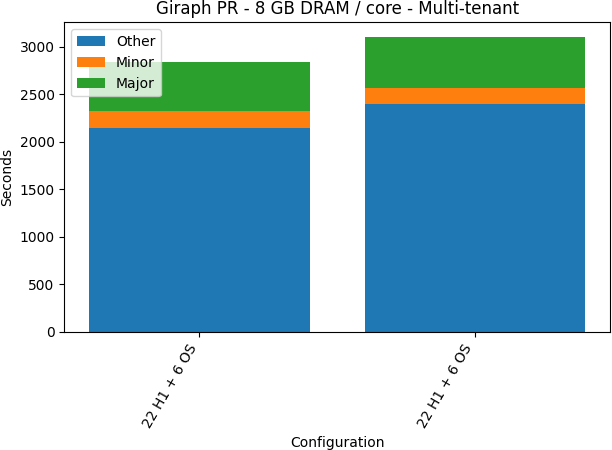 Giraph PR - 8 GB DRAM / core - Multi-tenant
Other
Minor
Major
Seconds
3000
2500
2000
1500
1000
500
0
22 H1 + 6 OS
22 H1 + 6 OS
Configuration